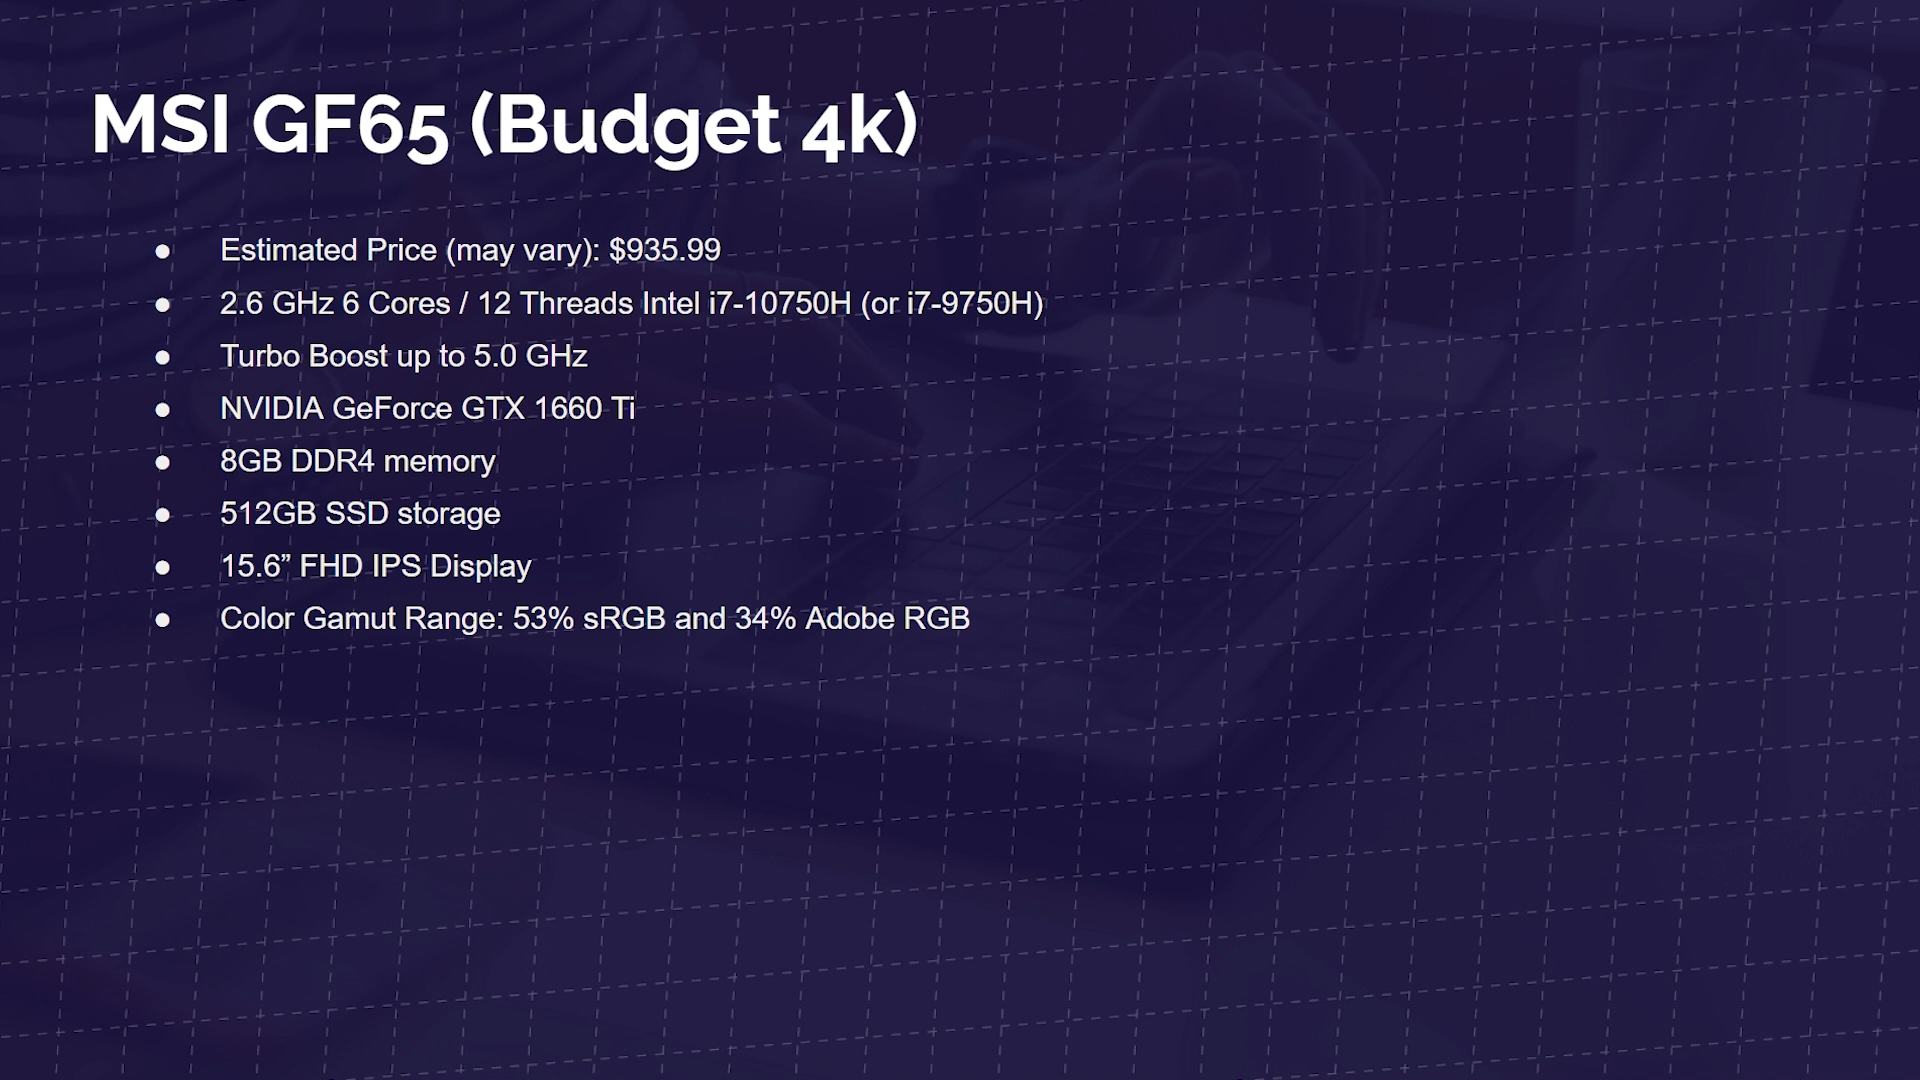 MSI GF65 (Budget 4k)
● Estimated Price (may vary): $935.99
● 2.6 GHz 6 Cores / 12 Threads Intel i7-10750H (or i7-9750H)
● Turbo Boost up to 5.0 GHz
● NVIDIA GeForce GTX 1660 Ti
● 8GB DDR4 memory
● 512GB SSD storage
● 15.6” FHD IPS Display
● Color Gamut Range: 53% sRGB and 34% Adobe RGB